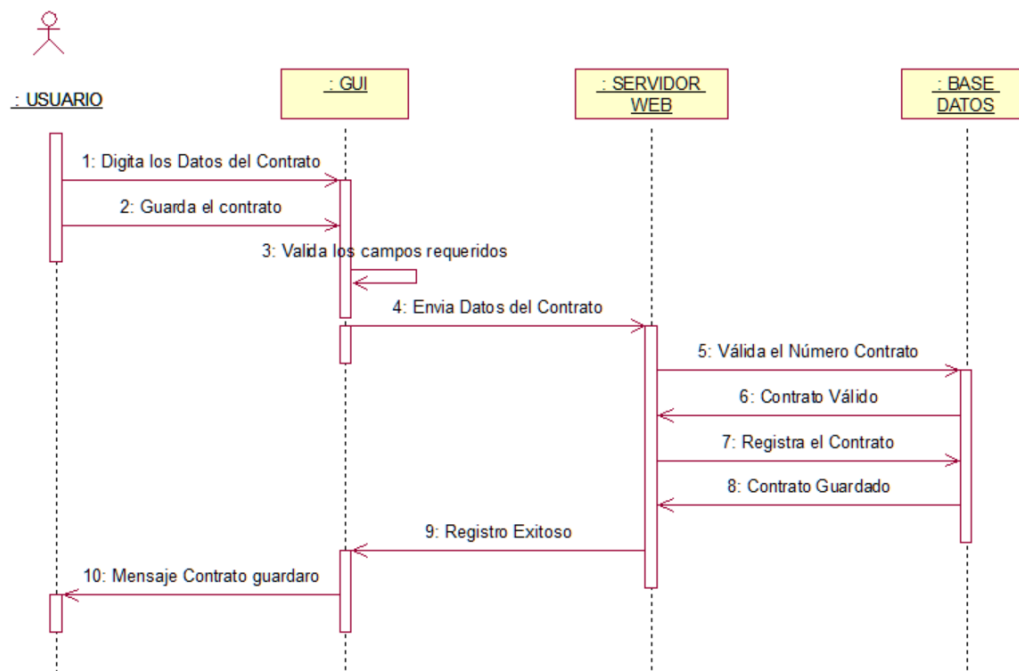 : USUARIO
: GUI
: SERVIDOR
WEB
: BASE
DATOS
1: Digita los Datos del Contrato
2: Guarda el contrato
3: Valida los campos requeridos
4: Envia Datos del Contrato
5: Válida el Número Contrato
6: Contrato Válido
7: Registra el Contrato
8: Contrato Guardado
9: Registro Exitoso
10: Mensaje Contrato guardaro